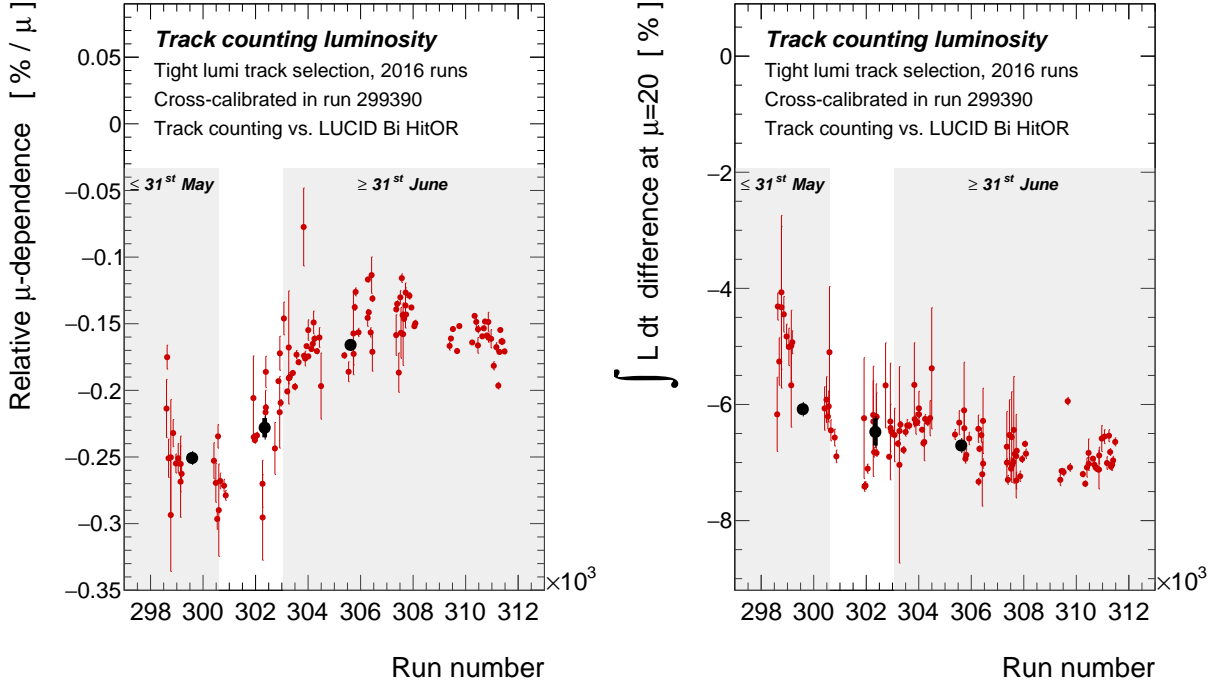 Relative μ-dependence [ % / μ ]
0.05
0
−0.05
−0.1
−0.15
−0.2
−0.25
−0.3
−0.35
Track counting luminosity
Tight lumi track selection, 2016 runs
Cross-calibrated in run 299390
Track counting vs. LUCID Bi HitOR
≤ 31st May
≥ 31st June
298 300 302 304 306 308 310 312
×10³
Run number
∫ L dt difference at μ=20 [ % ]
0
−2
−4
−6
−8
Track counting luminosity
Tight lumi track selection, 2016 runs
Cross-calibrated in run 299390
Track counting vs. LUCID Bi HitOR
≤ 31st May
≥ 31st June
298 300 302 304 306 308 310 312
×10³
Run number